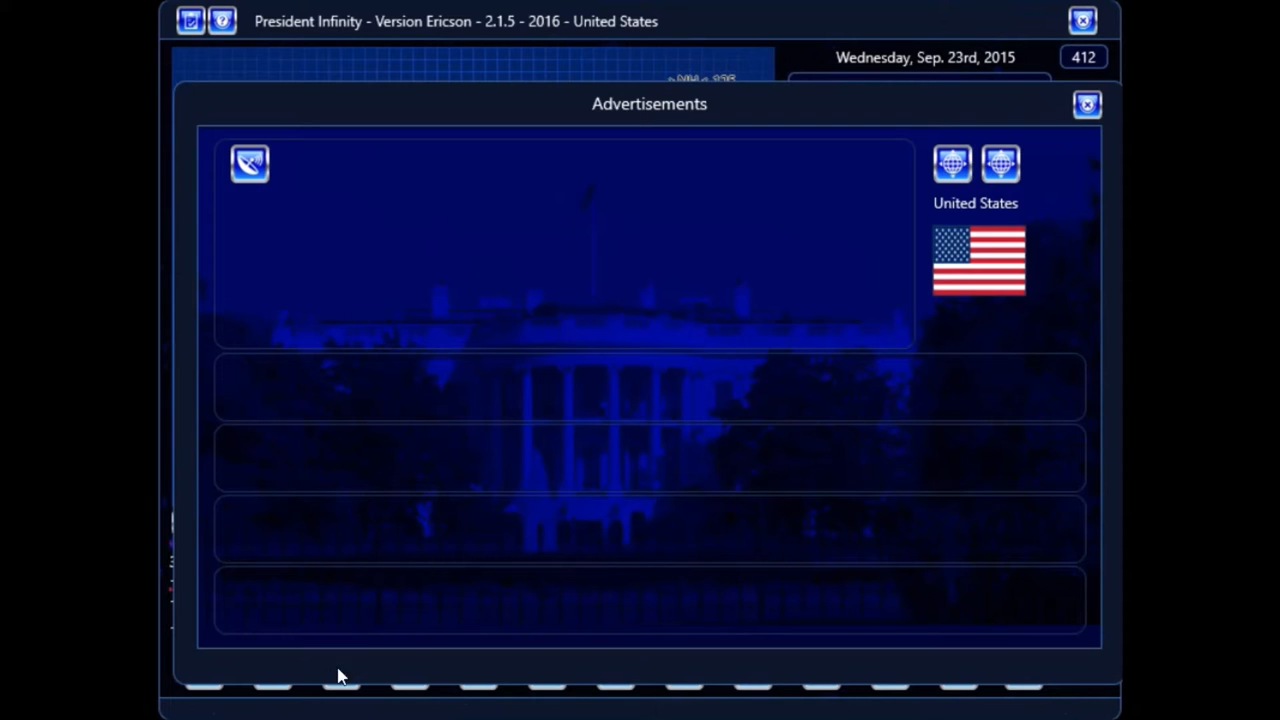 President Infinity - Version Ericson - 2.1.5 - 2016 - United States
Wednesday, Sep. 23rd, 2015
412
Advertisements
United States